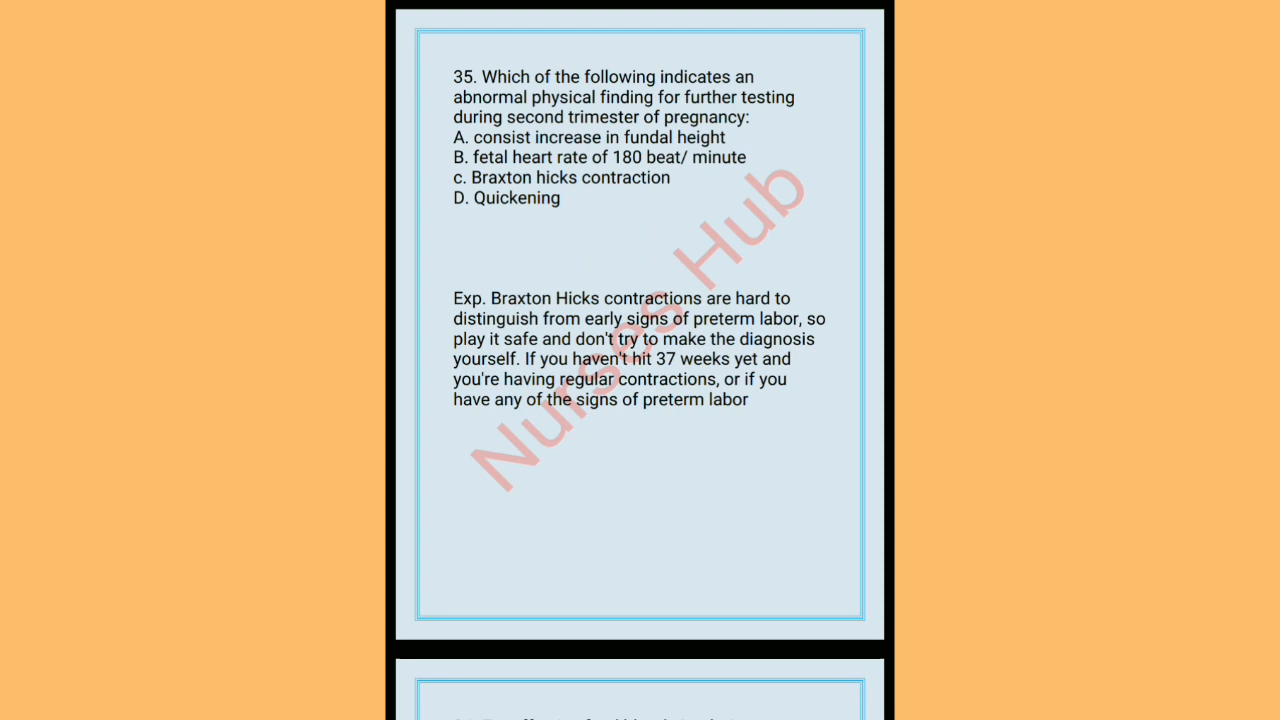 35. Which of the following indicates an
abnormal physical finding for further testing
during second trimester of pregnancy:
A. consist increase in fundal height
B. fetal heart rate of 180 beat/ minute
c. Braxton hicks contraction
D. Quickening
Exp. Braxton Hicks contractions are hard to
distinguish from early signs of preterm labor, so
play it safe and don't try to make the diagnosis
yourself. If you haven't hit 37 weeks yet and
you're having regular contractions, or if you
have any of the signs of preterm labor
Nurses Hub